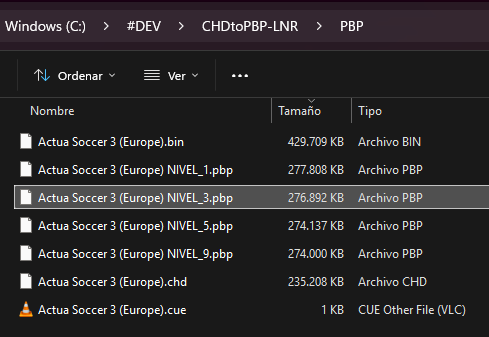 Windows (C:) > #DEV > CHDtoPBP-LNR > PBP
Ordenar Ver ...
Nombre Tamaño Tipo
Actua Soccer 3 (Europe).bin 429.709 KB Archivo BIN
Actua Soccer 3 (Europe) NIVEL_1.pbp 277.808 KB Archivo PBP
Actua Soccer 3 (Europe) NIVEL_3.pbp 276.892 KB Archivo PBP
Actua Soccer 3 (Europe) NIVEL_5.pbp 274.137 KB Archivo PBP
Actua Soccer 3 (Europe) NIVEL_9.pbp 274.000 KB Archivo PBP
Actua Soccer 3 (Europe).chd 235.208 KB Archivo CHD
Actua Soccer 3 (Europe).cue 1 KB CUE Other File (VLC)